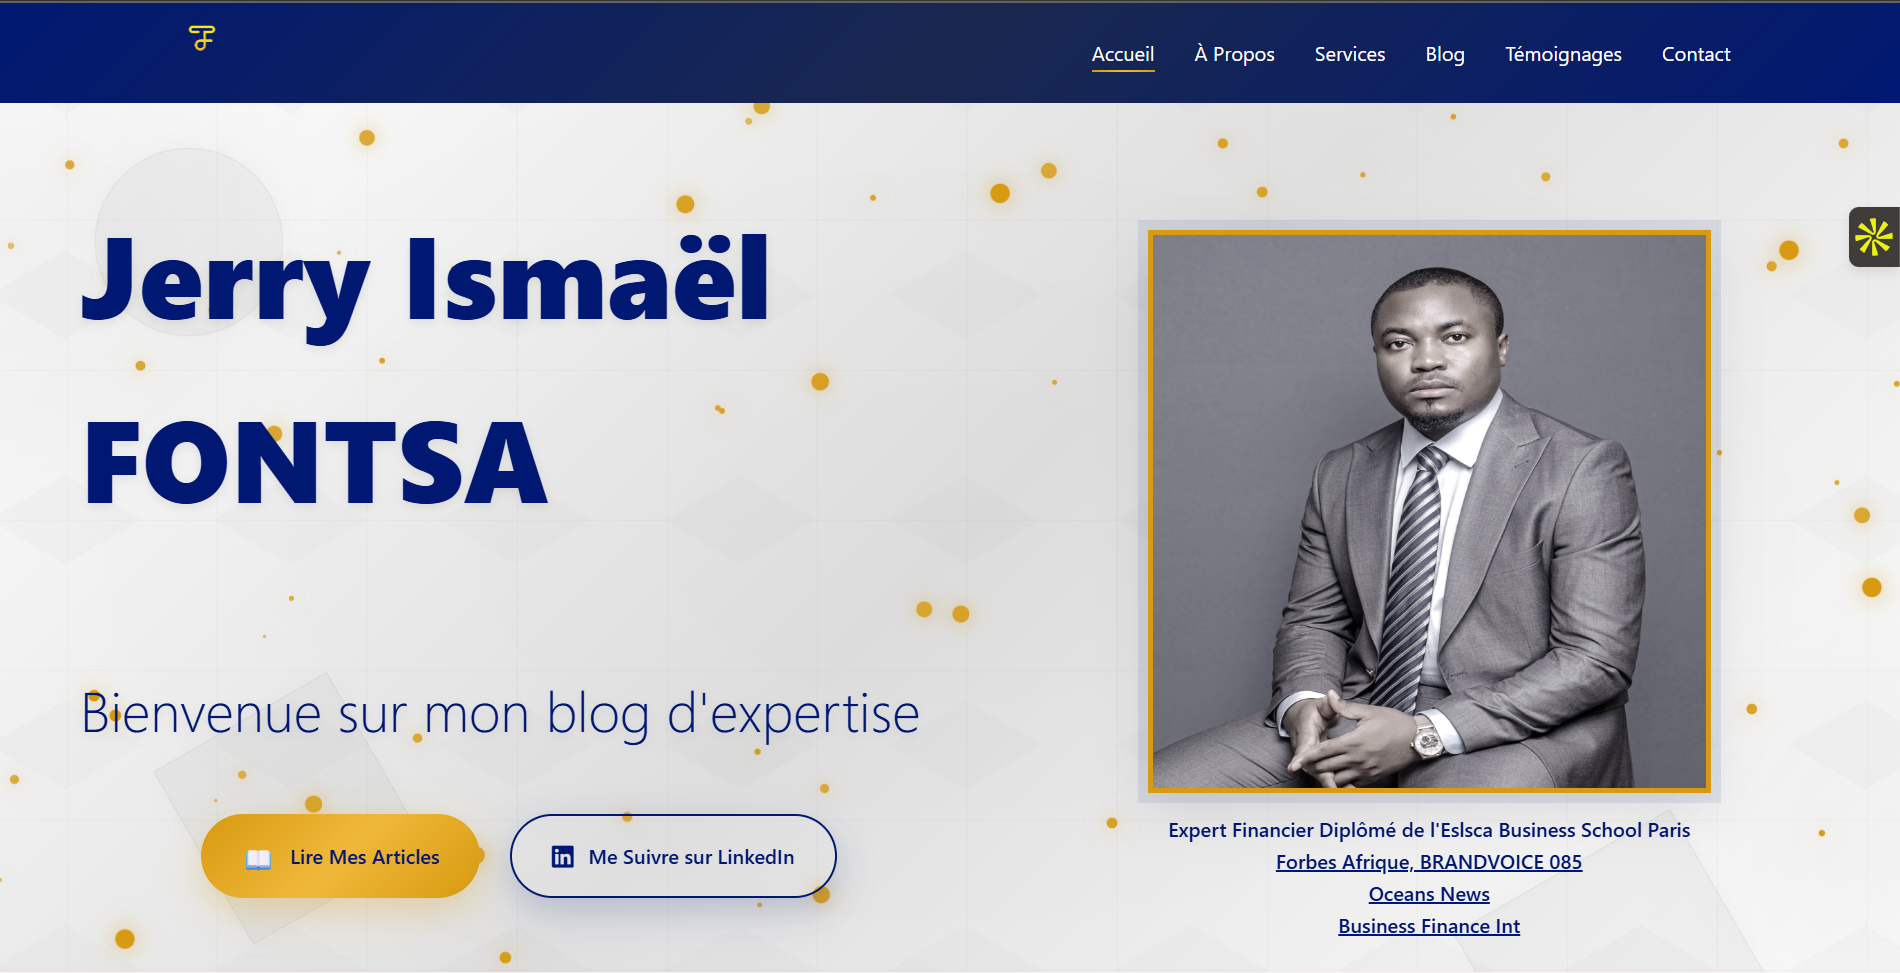 Accueil
À Propos
Services
Blog
Témoignages
Contact
Jerry Ismaël
FONTSA
Bienvenue sur mon blog d'expertise
Lire Mes Articles
Me Suivre sur LinkedIn
Expert Financier Diplômé de l'Eslsca Business School Paris
Forbes Afrique, BRANDVOICE 085
Oceans News
Business Finance Int